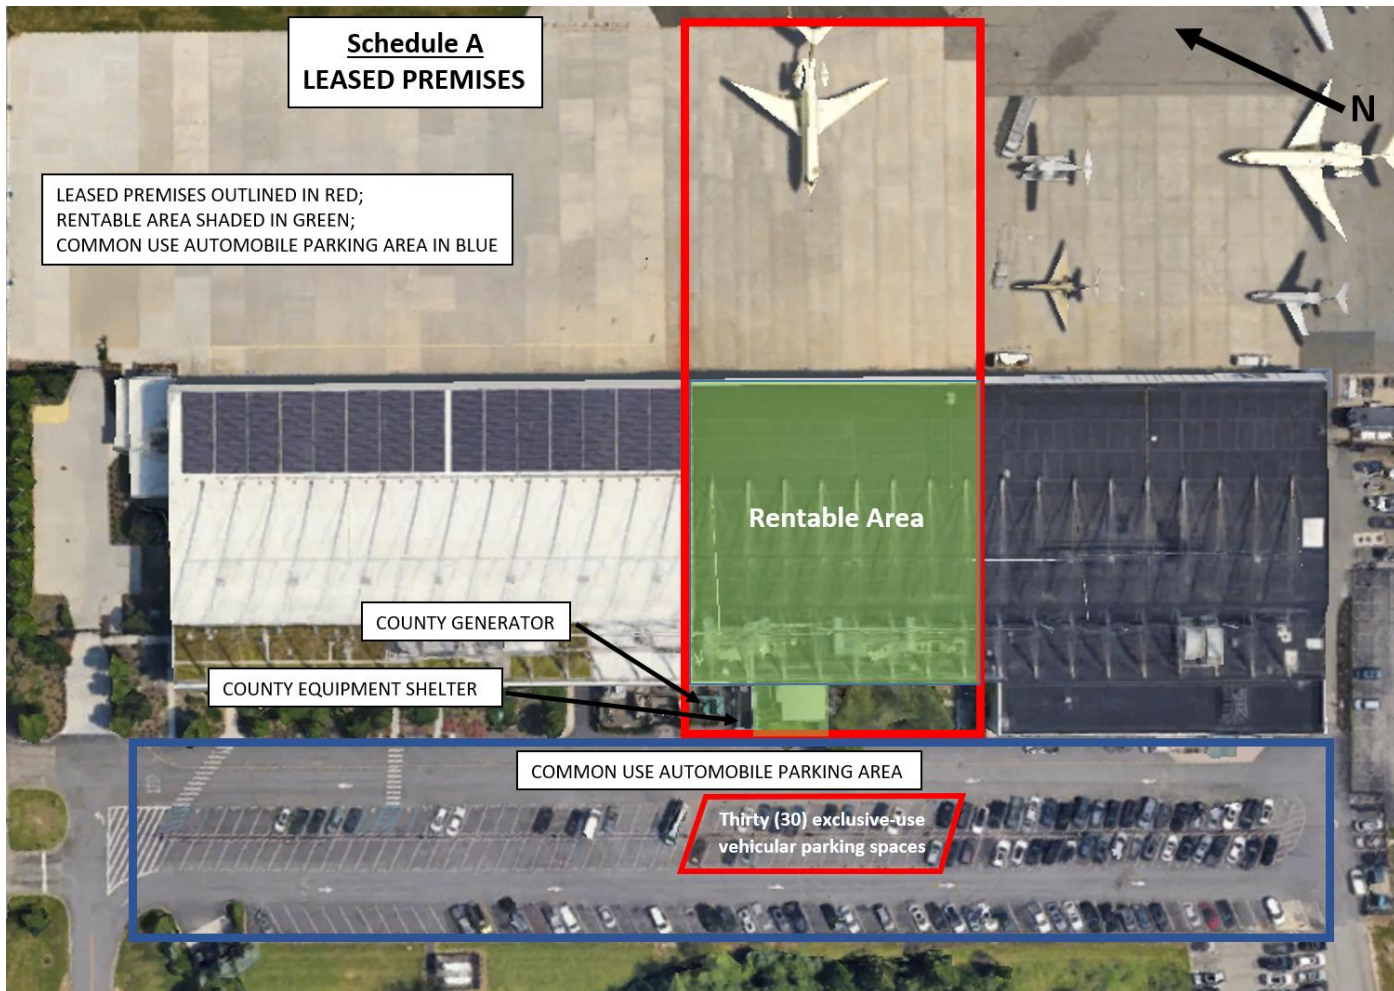 Schedule A
LEASED PREMISES
N
LEASED PREMISES OUTLINED IN RED;
RENTABLE AREA SHADED IN GREEN;
COMMON USE AUTOMOBILE PARKING AREA IN BLUE
Rentable Area
COUNTY GENERATOR
COUNTY EQUIPMENT SHELTER
COMMON USE AUTOMOBILE PARKING AREA
Thirty (30) exclusive-use
vehicular parking spaces